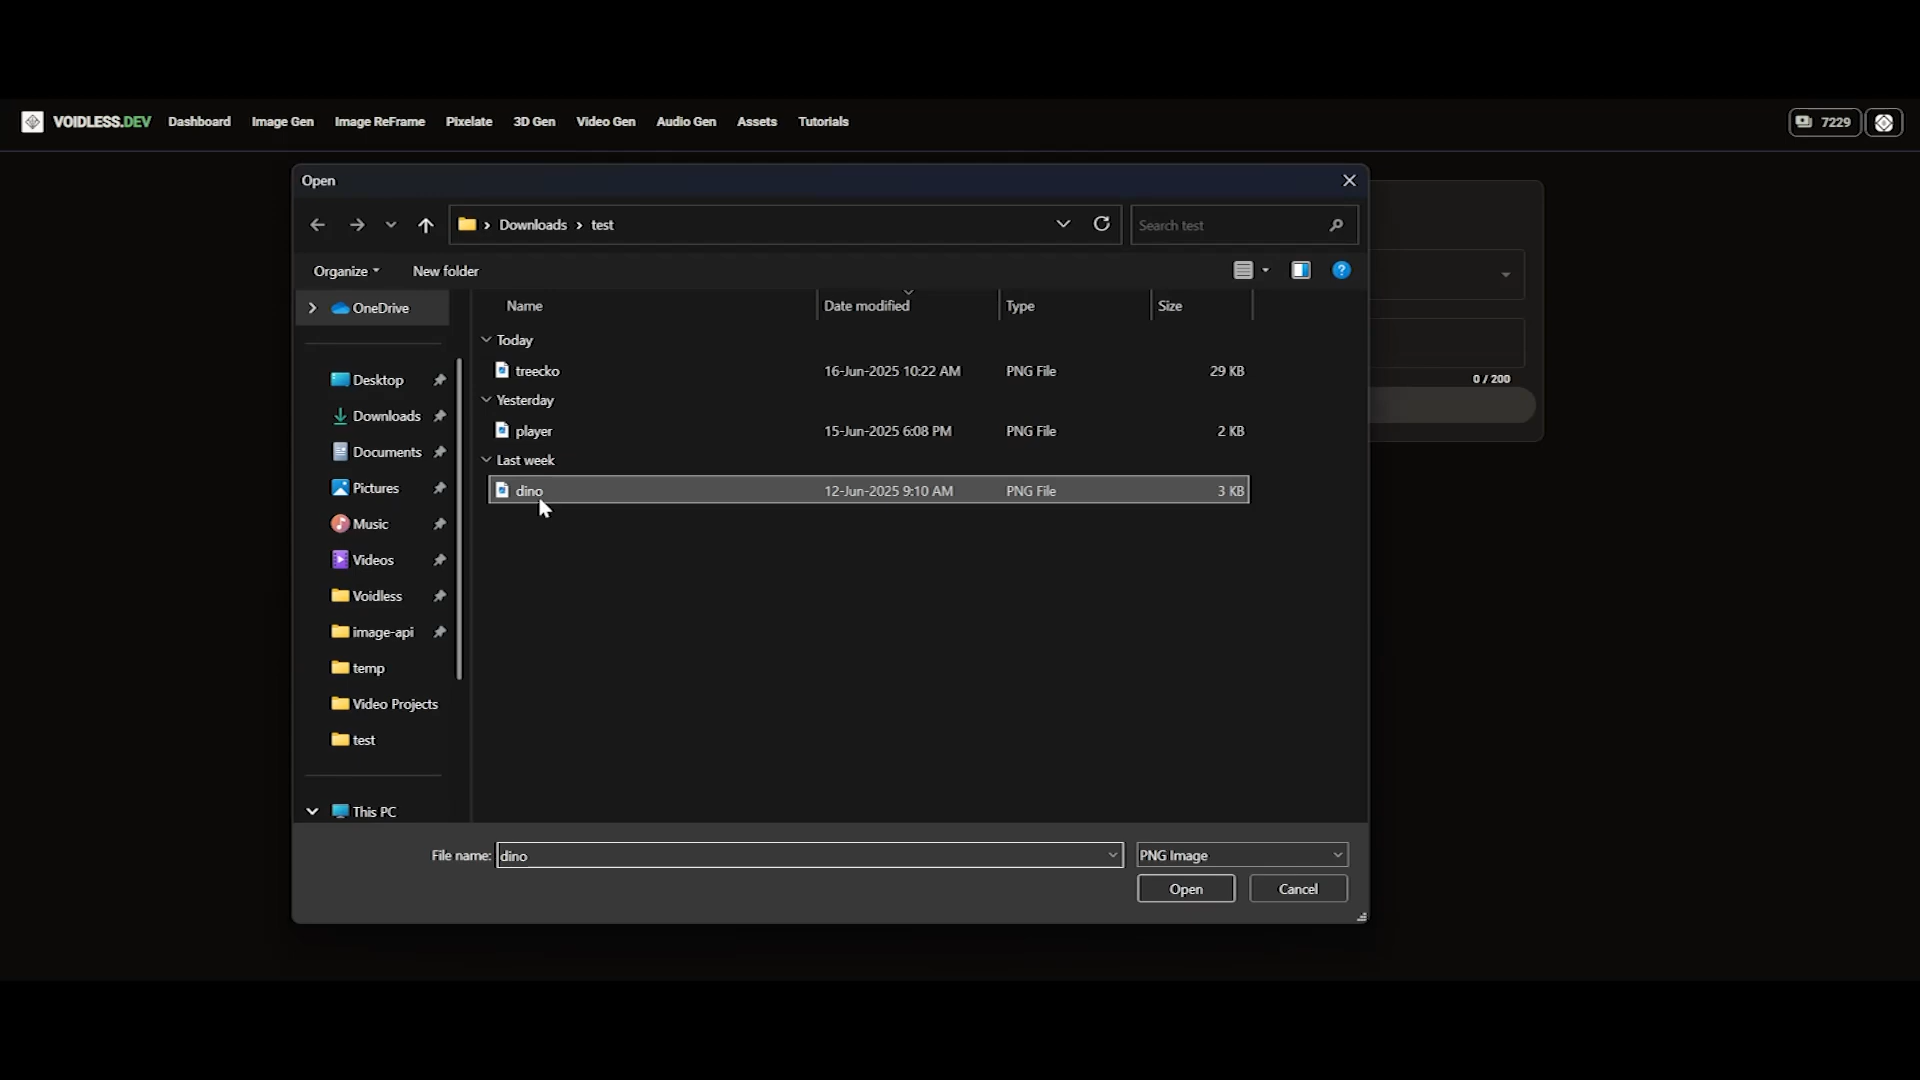 VOIDLESS.DEV Dashboard Image Gen Image ReFrame Pixelate 3D Gen Video Gen Audio Gen Assets Tutorials 7229
Open
Downloads test Search test
Organize New folder
OneDrive
Desktop
Downloads
Documents
Pictures
Music
Videos
Voidless
image-api
temp
Video Projects
test
This PC
Name Date modified Type Size
Today
treecko 16-Jun-2025 10:22 AM PNG File 29 KB
Yesterday
player 15-Jun-2025 6:08 PM PNG File 2 KB
Last week
dino 12-Jun-2025 9:10 AM PNG File 3 KB
0 / 200
File name: dino PNG Image
Open Cancel